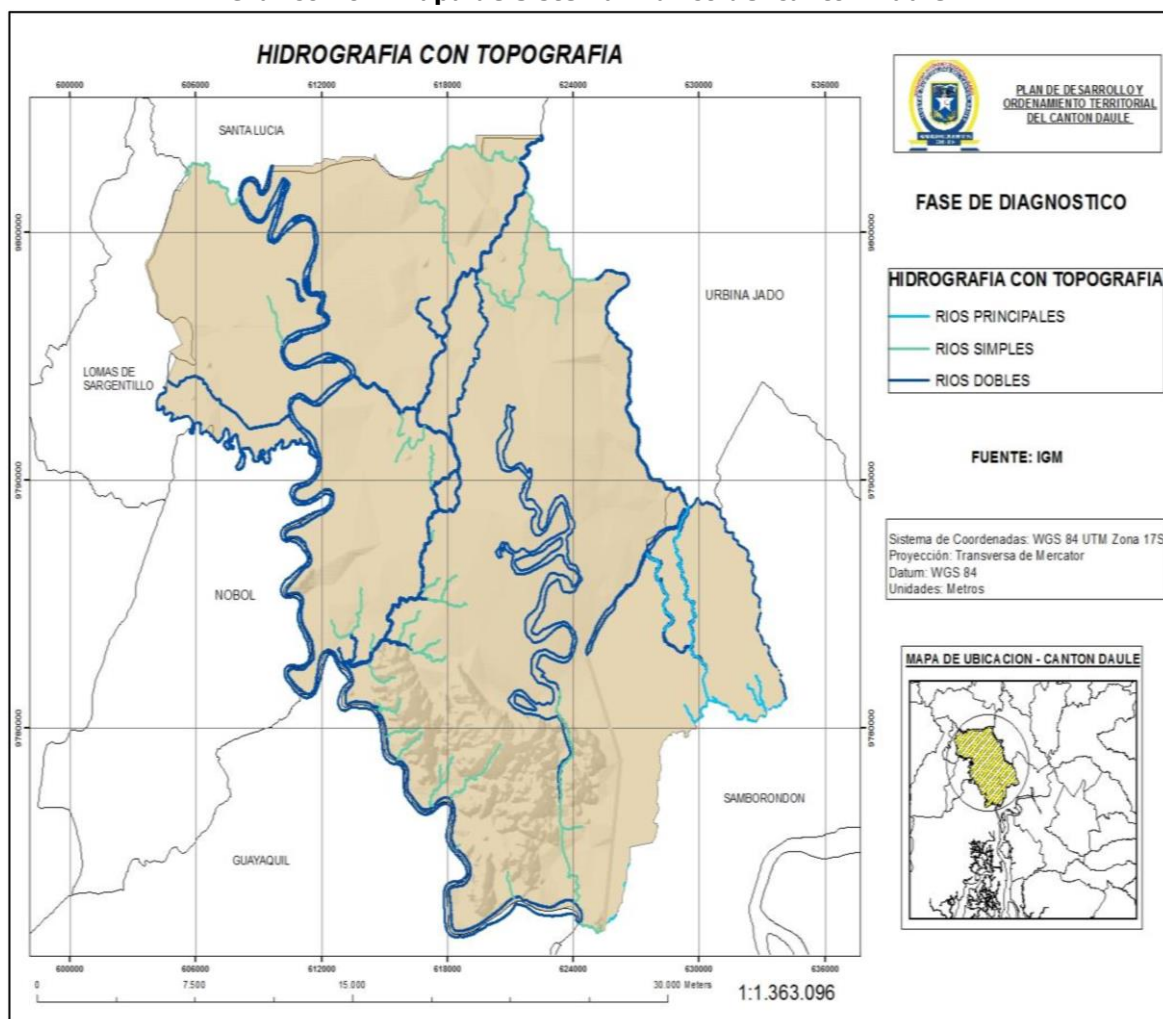 HIDROGRAFIA CON TOPOGRAFIA
600000 606000 612000 618000 624000 630000 636000
SANTA LUCIA
9800000
9800000
URBINA JADO
LOMAS DE
SARGENTILLO
9790000
9790000
NOBOL
9780000
9780000
SAMBORONDON
GUAYAQUIL
600000 606000 612000 618000 624000 630000 636000
0 7.500 15.000 30.000 Meters
1:1.363.096
PLAN DE DESARROLLO Y
ORDENAMIENTO TERRITORIAL
DEL CANTON DAULE
FASE DE DIAGNOSTICO
HIDROGRAFIA CON TOPOGRAFIA
RIOS PRINCIPALES
RIOS SIMPLES
RIOS DOBLES
FUENTE: IGM
Sistema de Coordenadas: WGS 84 UTM Zona 17S
Proyección: Transversa de Mercator
Datum: WGS 84
Unidades: Metros
MAPA DE UBICACION - CANTON DAULE